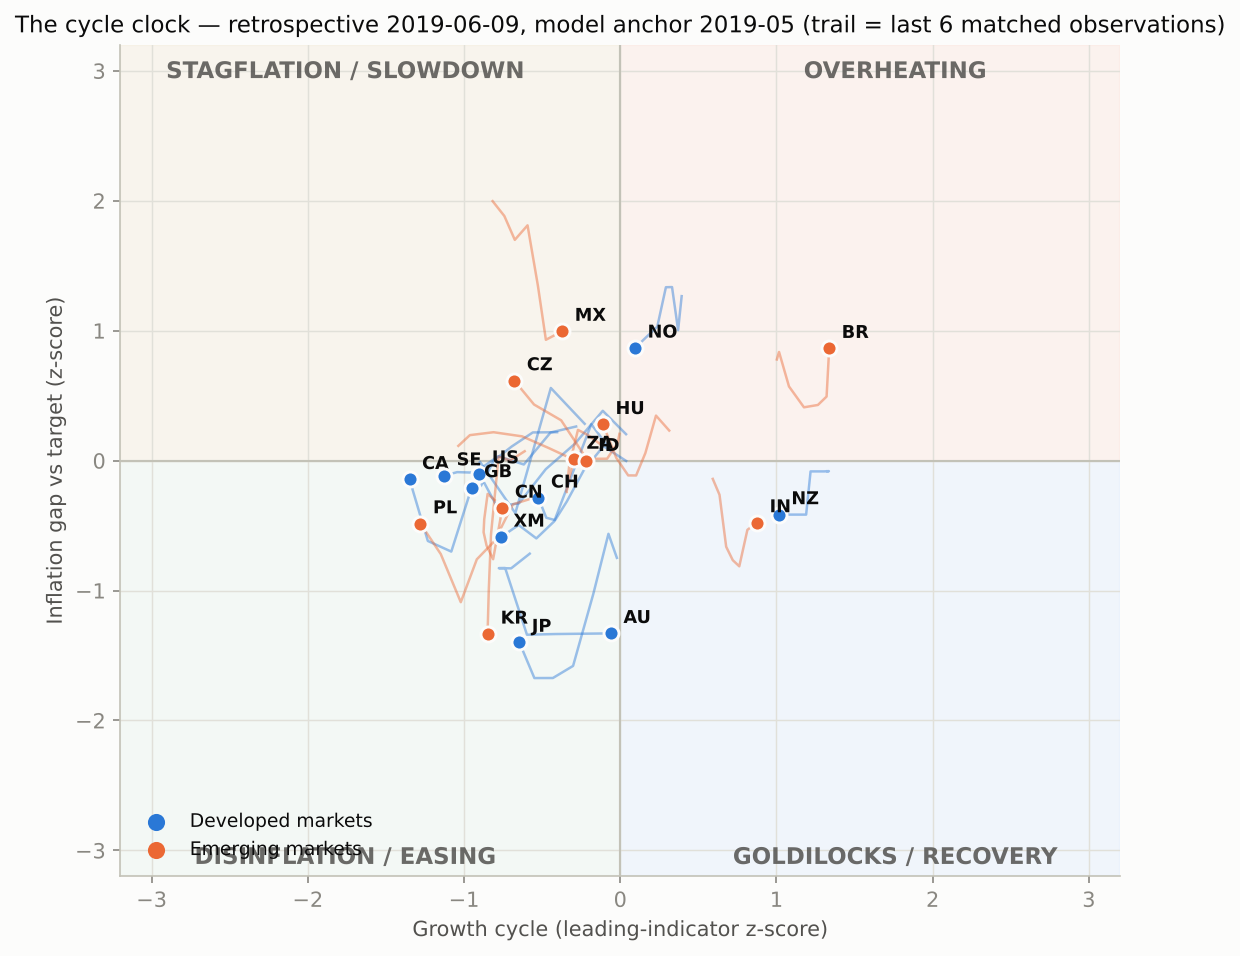 The cycle clock — retrospective 2019-06-09, model anchor 2019-05 (trail = last 6 matched observations)
STAGFLATION / SLOWDOWN
OVERHEATING
3
2
1
0
−1
−2
−3
Inflation gap vs target (z-score)
MX
NO
BR
CZ
HU
ZA
ID
CA
SE
US
GB
CH
CN
PL
XM
IN
NZ
KR
JP
AU
Developed markets
Emerging markets
DISINFLATION / EASING
GOLDILOCKS / RECOVERY
−3
−2
−1
0
1
2
3
Growth cycle (leading-indicator z-score)